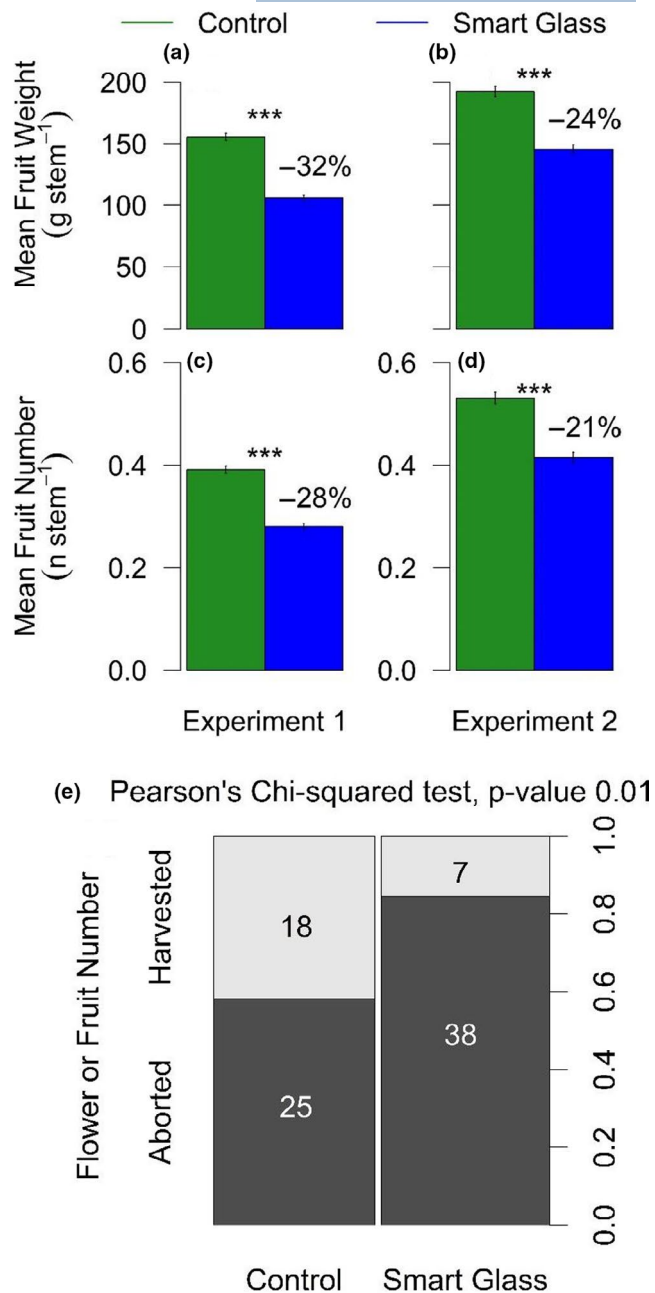 Control
Smart Glass
(a)
(b)
Mean Fruit Weight
(g stem⁻¹)
200
150
100
50
0
***
–32%
***
–24%
(c)
(d)
Mean Fruit Number
(n stem⁻¹)
0.6
0.4
0.2
0.0
***
–28%
0.6
0.4
0.2
0.0
***
–21%
Experiment 1
Experiment 2
(e) Pearson's Chi-squared test, p-value 0.01
Flower or Fruit Number
Harvested
Aborted
18
7
25
38
1.0
0.8
0.6
0.4
0.2
0.0
Control
Smart Glass